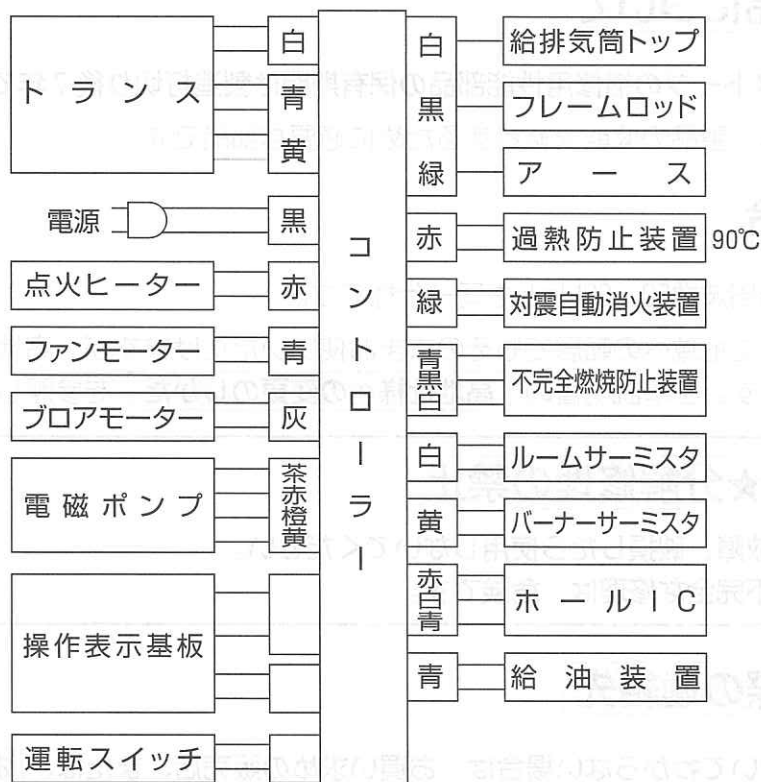 トランス
白
青
黄
電源
黒
点火ヒーター
赤
ファンモーター
青
ブロアモーター
灰
電磁ポンプ
茶
赤
橙
黄
操作表示基板
運転スイッチ
コントローラー
白
給排気筒トップ
黒
フレームロッド
緑
アース
赤
過熱防止装置 90℃
緑
対震自動消火装置
青
黒
白
不完全燃焼防止装置
白
ルームサーミスタ
黄
バーナーサーミスタ
赤
白
青
ホールIC
青
給油装置